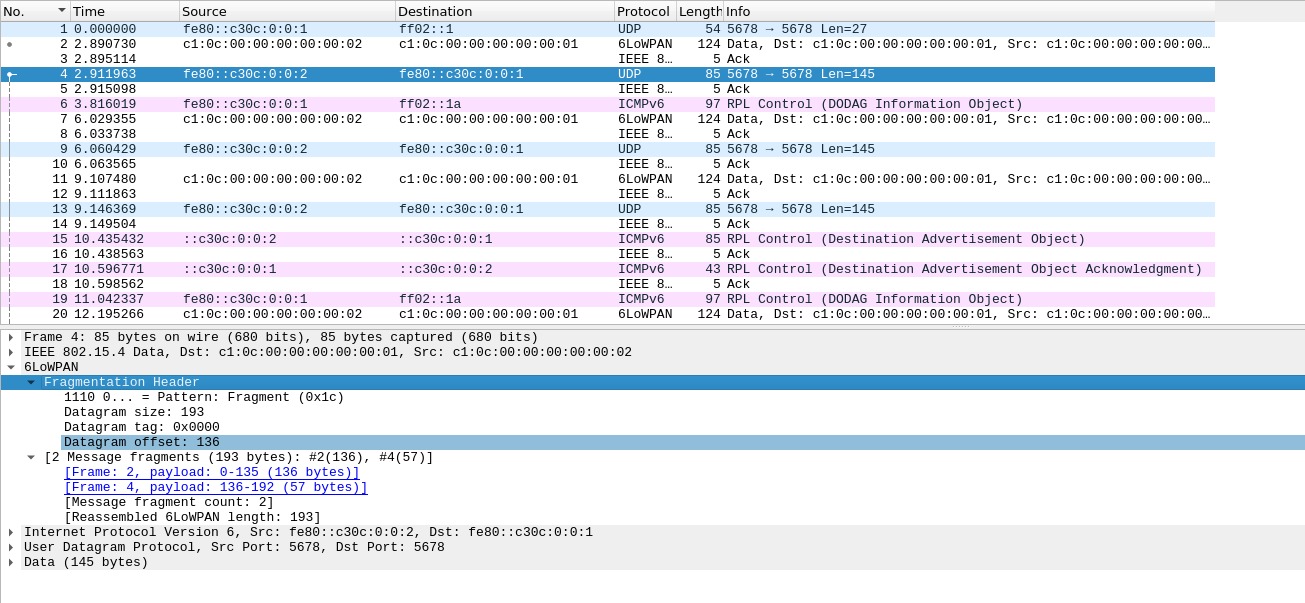 No. Time Source Destination Protocol Length Info
1 0.000000 fe80::c30c:0:0:1 ff02::1 UDP 54 5678 → 5678 Len=27
2 2.890730 c1:0c:00:00:00:00:00:02 c1:0c:00:00:00:00:00:01 6LoWPAN 124 Data, Dst: c1:0c:00:00:00:00:00:01, Src: c1:0c:00:00:00:00:00…
3 2.895114 IEEE 8… 5 Ack
4 2.911963 fe80::c30c:0:0:2 fe80::c30c:0:0:1 UDP 85 5678 → 5678 Len=145
5 2.915098 IEEE 8… 5 Ack
6 3.816019 fe80::c30c:0:0:1 ff02::1a ICMPv6 97 RPL Control (DODAG Information Object)
7 6.029355 c1:0c:00:00:00:00:00:02 c1:0c:00:00:00:00:00:01 6LoWPAN 124 Data, Dst: c1:0c:00:00:00:00:00:01, Src: c1:0c:00:00:00:00:00…
8 6.033738 IEEE 8… 5 Ack
9 6.060429 fe80::c30c:0:0:2 fe80::c30c:0:0:1 UDP 85 5678 → 5678 Len=145
10 6.063565 IEEE 8… 5 Ack
11 9.107480 c1:0c:00:00:00:00:00:02 c1:0c:00:00:00:00:00:01 6LoWPAN 124 Data, Dst: c1:0c:00:00:00:00:00:01, Src: c1:0c:00:00:00:00:00…
12 9.111863 IEEE 8… 5 Ack
13 9.146369 fe80::c30c:0:0:2 fe80::c30c:0:0:1 UDP 85 5678 → 5678 Len=145
14 9.149504 IEEE 8… 5 Ack
15 10.435432 ::c30c:0:0:2 ::c30c:0:0:1 ICMPv6 85 RPL Control (Destination Advertisement Object)
16 10.438563 IEEE 8… 5 Ack
17 10.596771 ::c30c:0:0:1 ::c30c:0:0:2 ICMPv6 43 RPL Control (Destination Advertisement Object Acknowledgment)
18 10.598562 IEEE 8… 5 Ack
19 11.042337 fe80::c30c:0:0:1 ff02::1a ICMPv6 97 RPL Control (DODAG Information Object)
20 12.195266 c1:0c:00:00:00:00:00:02 c1:0c:00:00:00:00:00:01 6LoWPAN 124 Data, Dst: c1:0c:00:00:00:00:00:01, Src: c1:0c:00:00:00:00:00…
Frame 4: 85 bytes on wire (680 bits), 85 bytes captured (680 bits)
IEEE 802.15.4 Data, Dst: c1:0c:00:00:00:00:00:01, Src: c1:0c:00:00:00:00:00:02
6LoWPAN
Fragmentation Header
1110 0... = Pattern: Fragment (0x1c)
Datagram size: 193
Datagram tag: 0x0000
Datagram offset: 136
[2 Message fragments (193 bytes): #2(136), #4(57)]
[Frame: 2, payload: 0-135 (136 bytes)]
[Frame: 4, payload: 136-192 (57 bytes)]
[Message fragment count: 2]
[Reassembled 6LoWPAN length: 193]
Internet Protocol Version 6, Src: fe80::c30c:0:0:2, Dst: fe80::c30c:0:0:1
User Datagram Protocol, Src Port: 5678, Dst Port: 5678
Data (145 bytes)